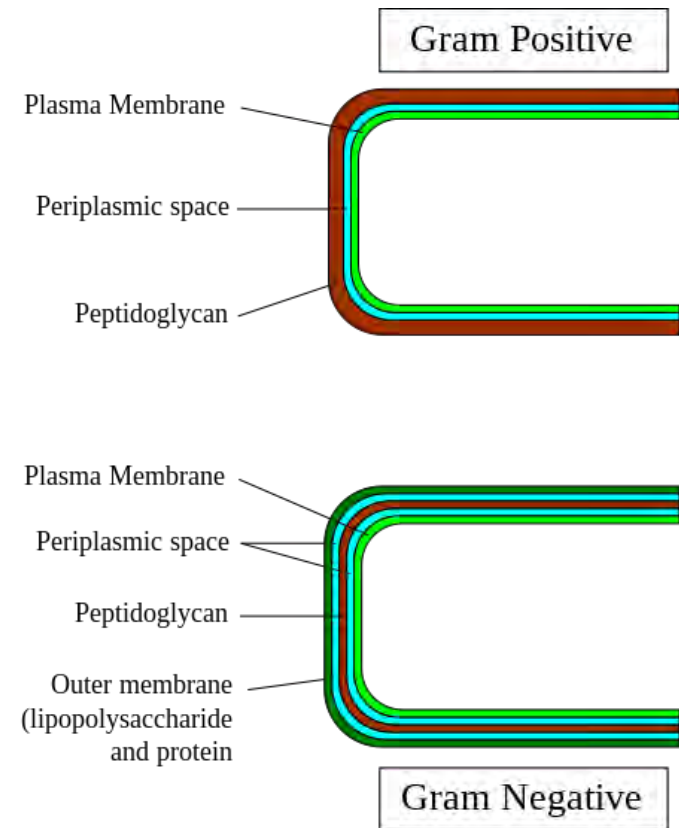 Gram Positive
Plasma Membrane
Periplasmic space
Peptidoglycan
Plasma Membrane
Periplasmic space
Peptidoglycan
Outer membrane
(lipopolysaccharide
and protein
Gram Negative